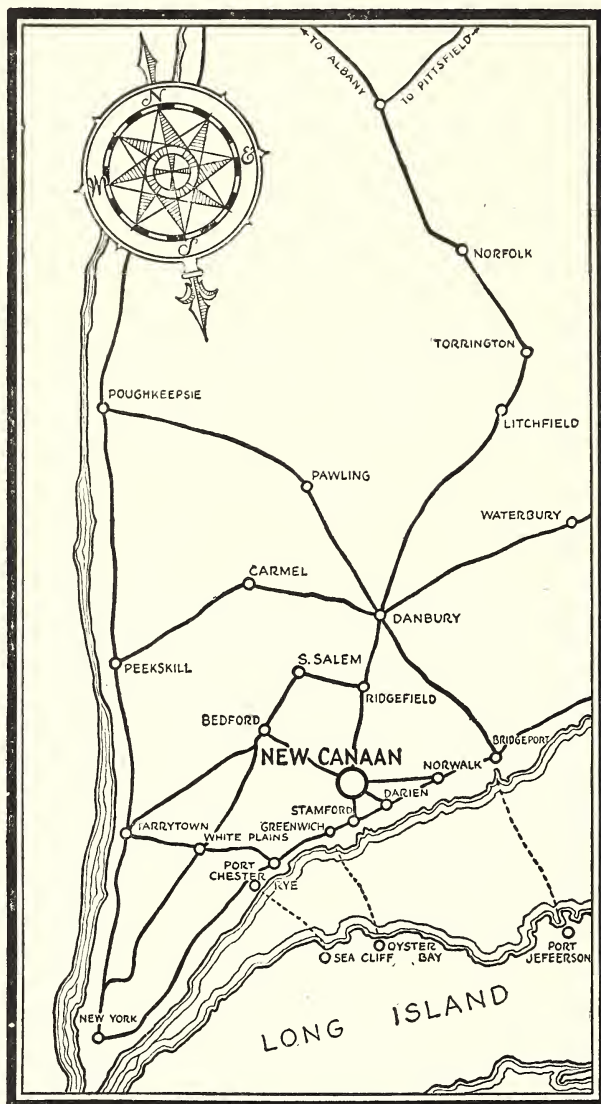 TO ALBANY
TO PITTSFIELD
N
E
W
S
NORFOLK
TORRINGTON
POUGHKEEPSIE
LITCHFIELD
PAWLING
WATERBURY
CARMEL
DANBURY
S. SALEM
PEEKSKILL
RIDGEFIELD
BEDFORD
BRIDGEPORT
NEW CANAAN
NORWALK
DARIEN
STAMFORD
TARRYTOWN
GREENWICH
WHITE PLAINS
PORT
CHESTER
RYE
OYSTER
BAY
SEA CLIFF
PORT
JEFEERSON
LONG ISLAND
NEW YORK